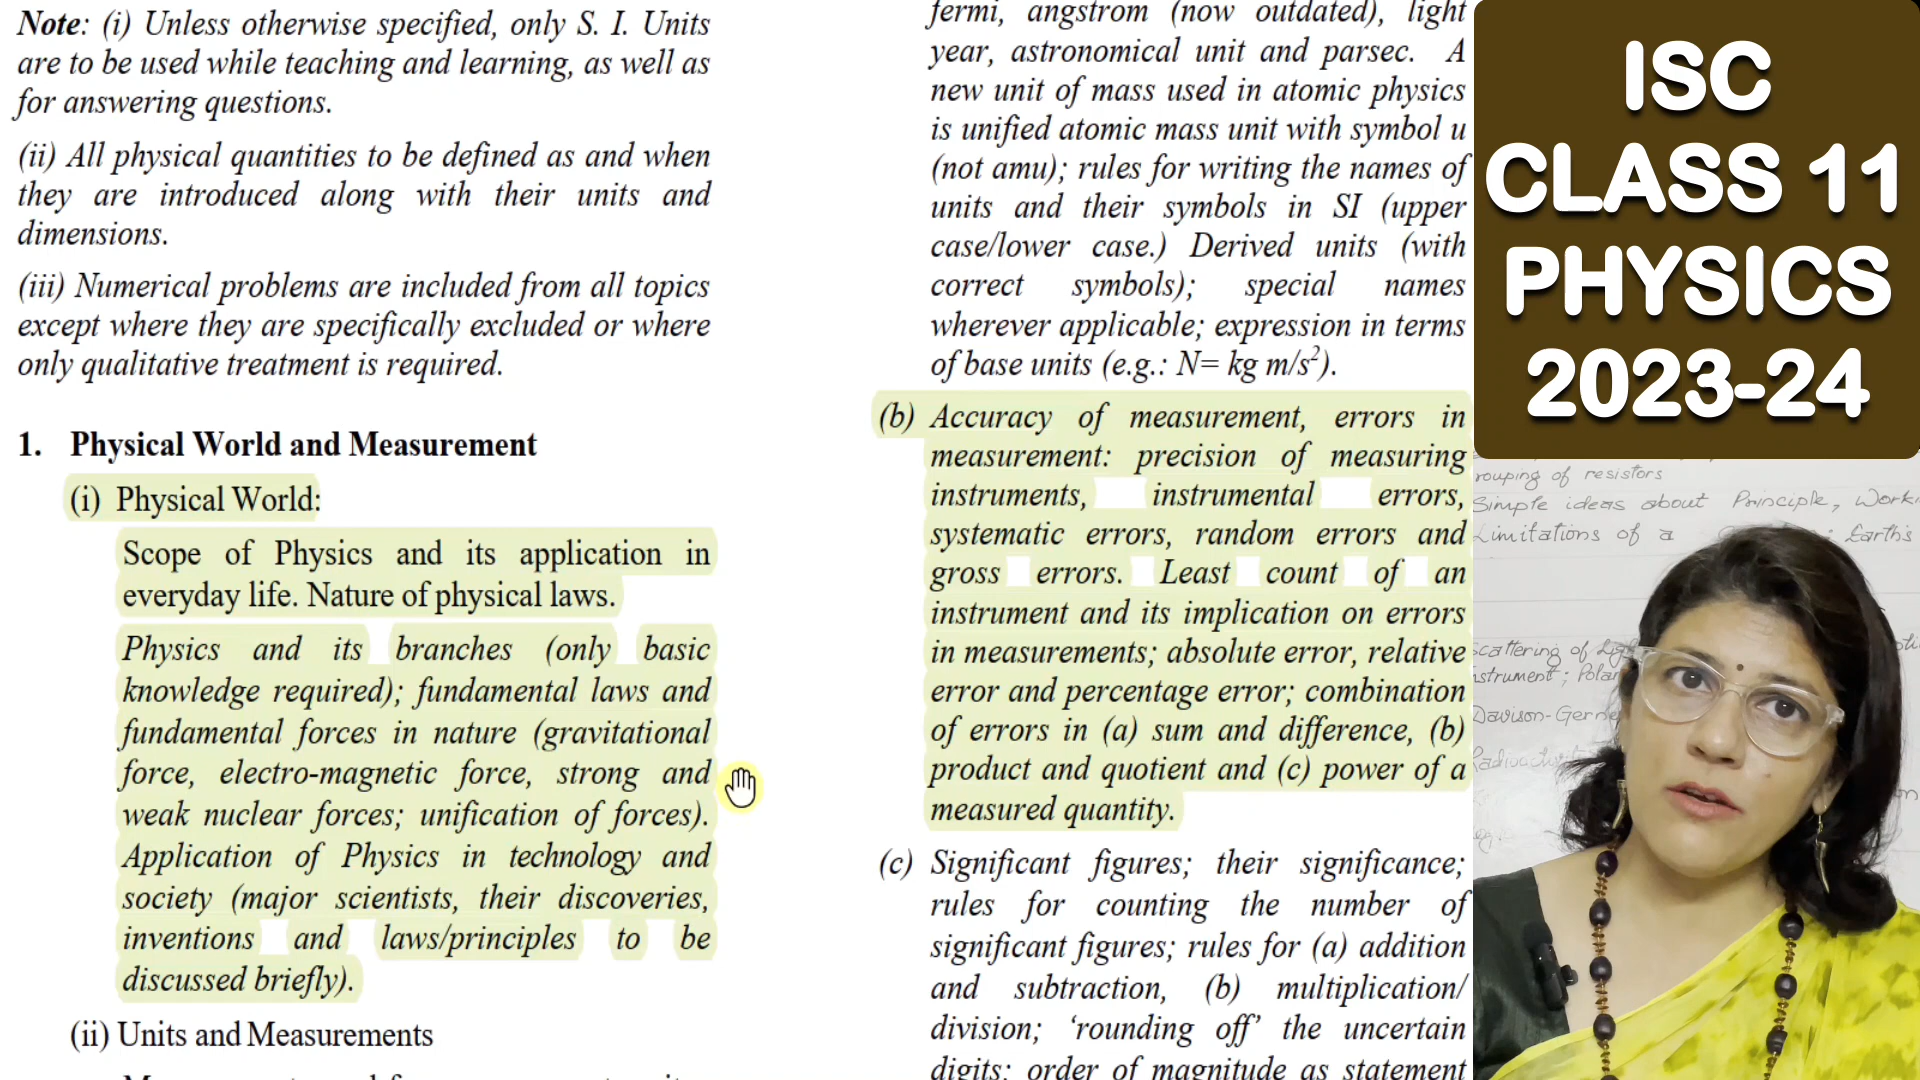 Note: (i) Unless otherwise specified, only S. I. Units
are to be used while teaching and learning, as well as
for answering questions.
(ii) All physical quantities to be defined as and when
they are introduced along with their units and
dimensions.
(iii) Numerical problems are included from all topics
except where they are specifically excluded or where
only qualitative treatment is required.
1. Physical World and Measurement
(i) Physical World:
Scope of Physics and its application in
everyday life. Nature of physical laws.
Physics and its branches (only basic
knowledge required); fundamental laws and
fundamental forces in nature (gravitational
force, electro-magnetic force, strong and
weak nuclear forces; unification of forces).
Application of Physics in technology and
society (major scientists, their discoveries,
inventions and laws/principles to be
discussed briefly).
(ii) Units and Measurements
fermi, angstrom (now outdated), light
year, astronomical unit and parsec. A
new unit of mass used in atomic physics
is unified atomic mass unit with symbol u
(not amu); rules for writing the names of
units and their symbols in SI (upper
case/lower case.) Derived units (with
correct symbols); special names
wherever applicable; expression in terms
of base units (e.g.: N= kg m/s²).
(b) Accuracy of measurement, errors in
measurement: precision of measuring
instruments, instrumental errors,
systematic errors, random errors and
gross errors. Least count of an
instrument and its implication on errors
in measurements; absolute error, relative
error and percentage error; combination
of errors in (a) sum and difference, (b)
product and quotient and (c) power of a
measured quantity.
(c) Significant figures; their significance;
rules for counting the number of
significant figures; rules for (a) addition
and subtraction, (b) multiplication/
division; ‘rounding off’ the uncertain
digits; order of magnitude as statement
ISC
CLASS 11
PHYSICS
2023-24
rouping of resistors
Simple ideas about Principle, Work
Limitations of a Earth's
cattering of
strument; Polar
Davison-Germe